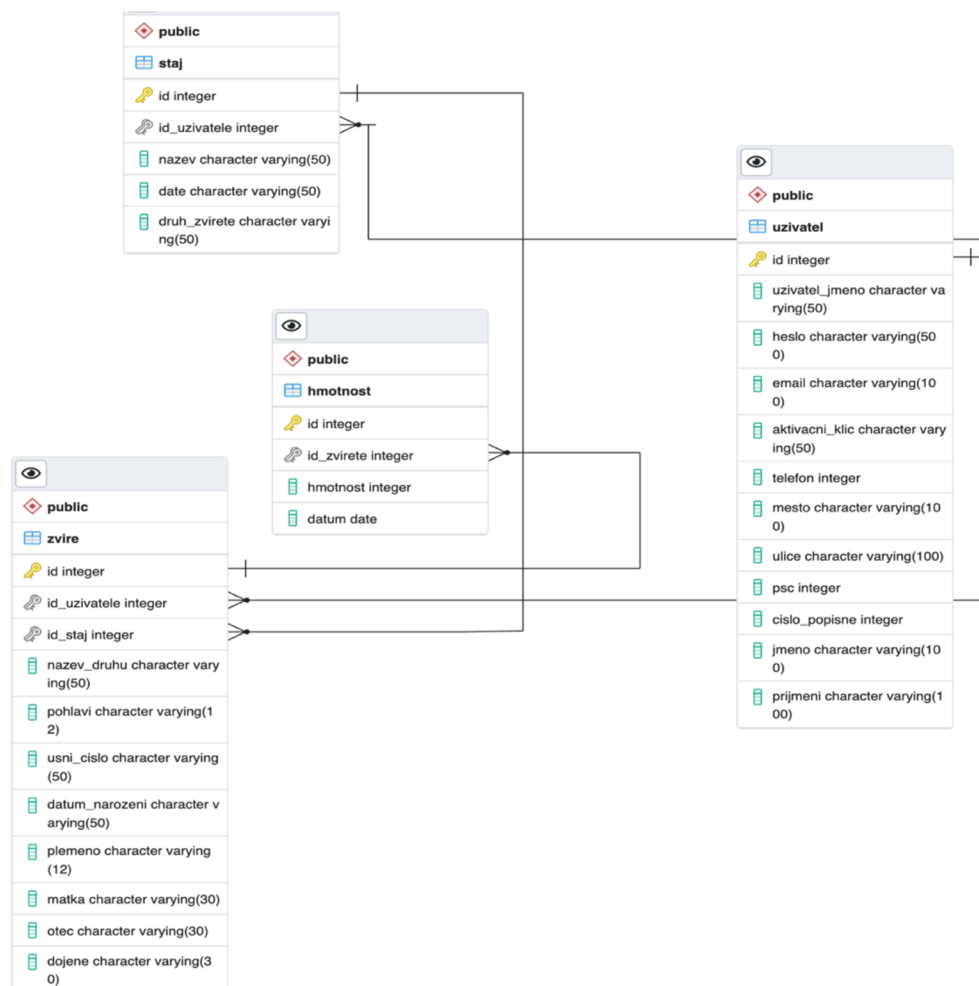 public
staj
id integer
id_uzivatele integer
nazev character varying(50)
date character varying(50)
druh_zvirete character varyi
ng(50)
public
uzivatel
id integer
uzivatel_jmeno character va
rying(50)
heslo character varying(50
0)
email character varying(10
0)
aktivacni_klic character vary
ing(50)
telefon integer
mesto character varying(10
0)
ulice character varying(100)
psc integer
cislo_popisne integer
jmeno character varying(10
0)
prijmeni character varying(1
00)
public
hmotnost
id integer
id_zvirete integer
hmotnost integer
datum date
public
zvire
id integer
id_uzivatele integer
id_staj integer
nazev_druhu character vary
ing(50)
pohlavi character varying(1
2)
usni_cislo character varying
(50)
datum_narozeni character v
arying(50)
plemeno character varying
(12)
matka character varying(30)
otec character varying(30)
dojene character varying(3
0)